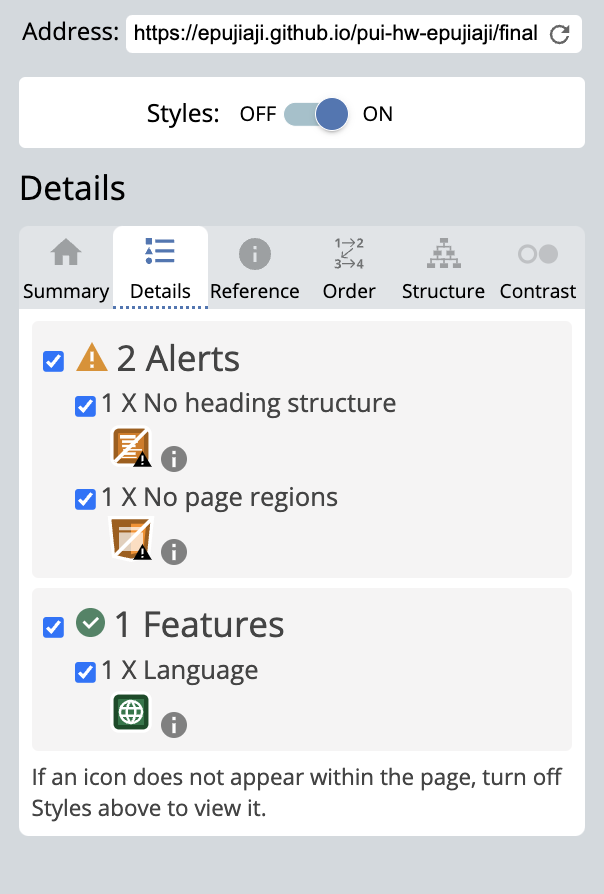 Address: https://epujiaji.github.io/pui-hw-epujiaji/final
Styles: OFF ON
Details
Summary Details Reference Order Structure Contrast
2 Alerts
1 X No heading structure
1 X No page regions
1 Features
1 X Language
If an icon does not appear within the page, turn off
Styles above to view it.